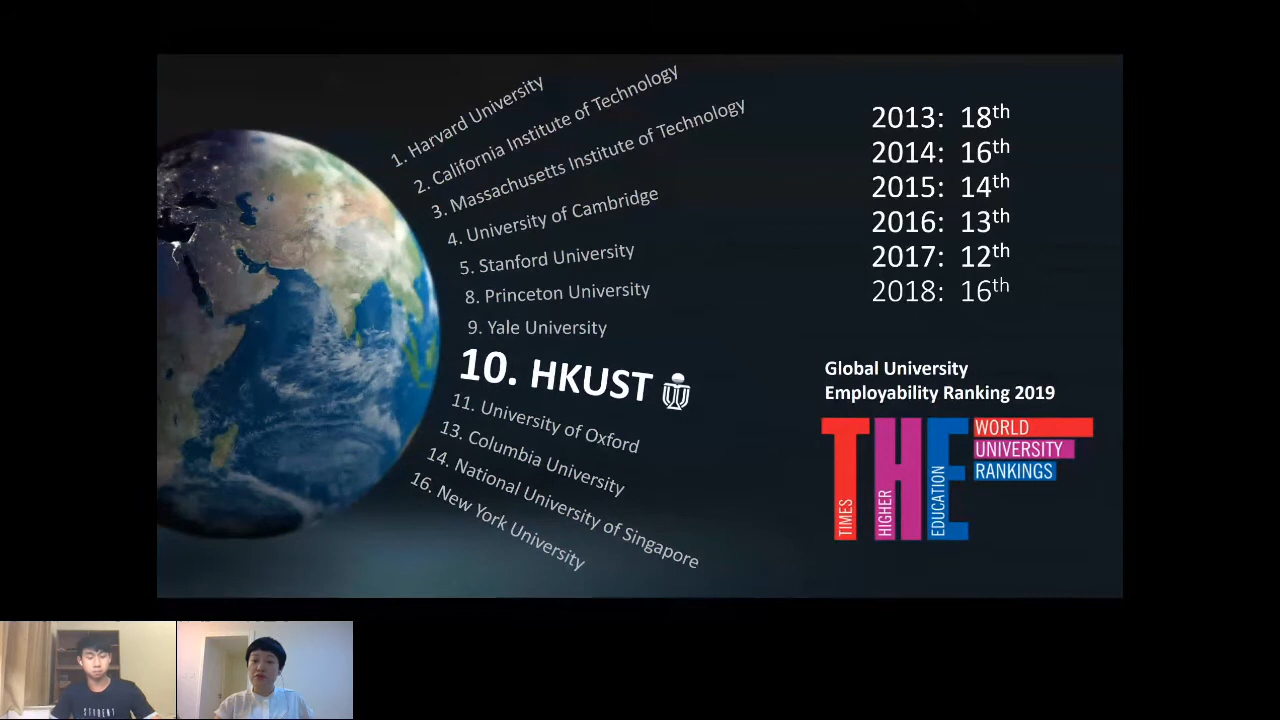 1. Harvard University
2. California Institute of Technology
3. Massachusetts Institute of Technology
4. University of Cambridge
5. Stanford University
8. Princeton University
9. Yale University
10. HKUST
11. University of Oxford
13. Columbia University
14. National University of Singapore
16. New York University
2013: 18th
2014: 16th
2015: 14th
2016: 13th
2017: 12th
2018: 16th
Global University
Employability Ranking 2019
THE
TIMES
HIGHER
EDUCATION
WORLD
UNIVERSITY
RANKINGS
STUDENT